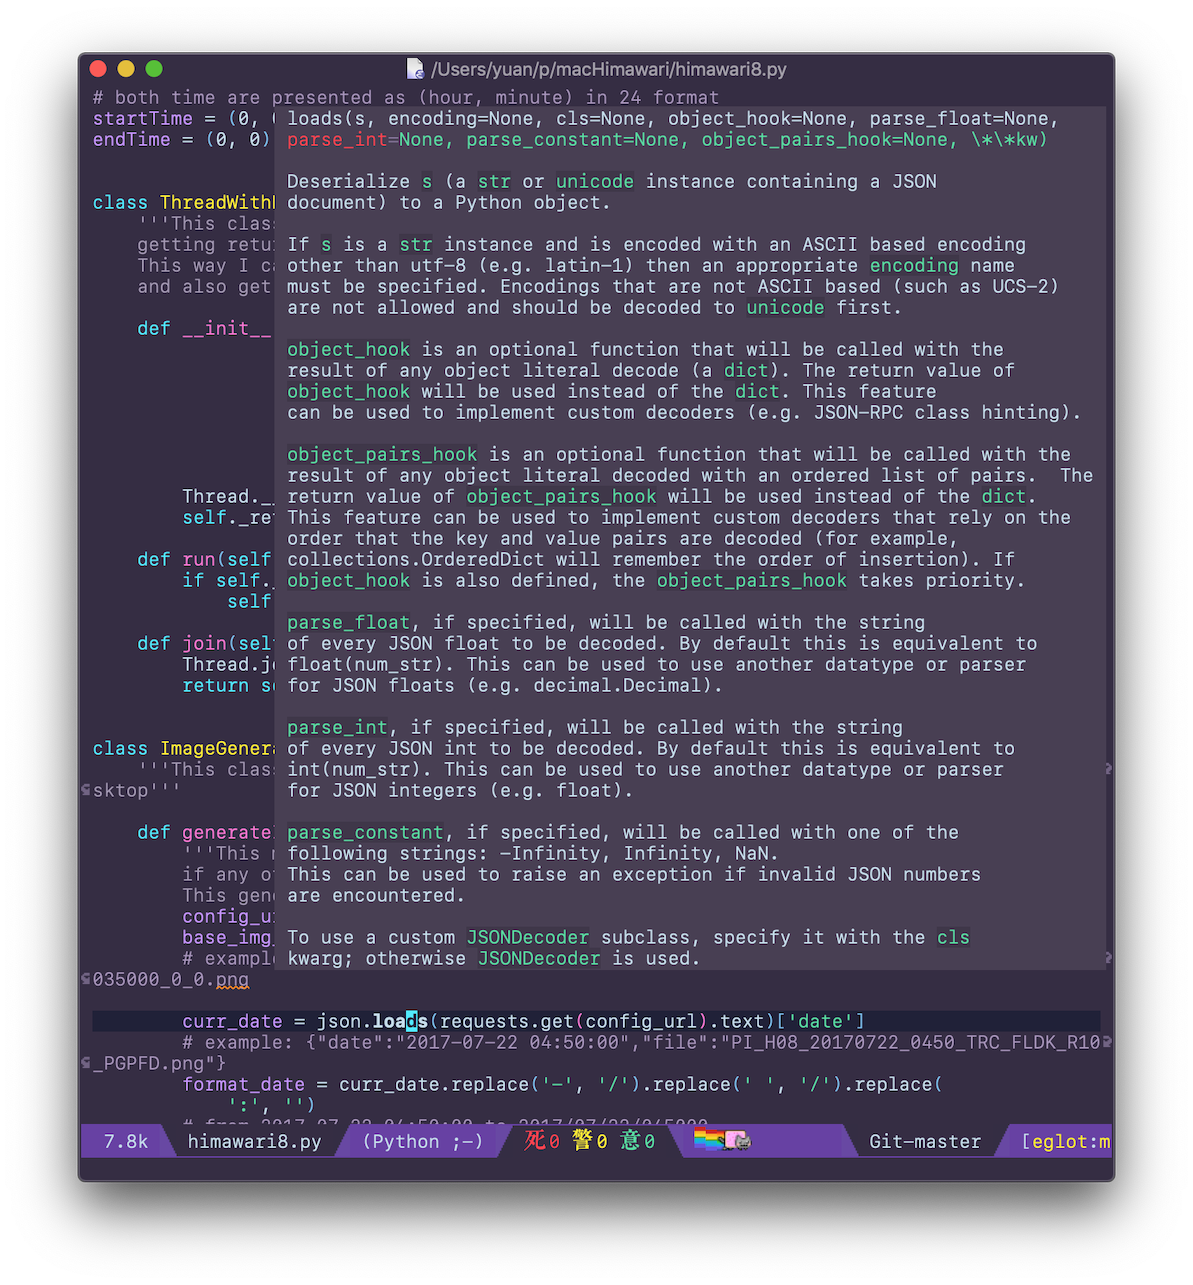 /Users/yuan/p/macHimawari/himawari8.py
# both time are presented as (hour, minute) in 24 format
startTime = (0,
endTime = (0, 0)
loads(s, encoding=None, cls=None, object_hook=None, parse_float=None,
parse_int=None, parse_constant=None, object_pairs_hook=None, \*\*kw)
Deserialize s (a str or unicode instance containing a JSON
document) to a Python object.
If s is a str instance and is encoded with an ASCII based encoding
other than utf-8 (e.g. latin-1) then an appropriate encoding name
must be specified. Encodings that are not ASCII based (such as UCS-2)
are not allowed and should be decoded to unicode first.
object_hook is an optional function that will be called with the
result of any object literal decode (a dict). The return value of
object_hook will be used instead of the dict. This feature
can be used to implement custom decoders (e.g. JSON-RPC class hinting).
object_pairs_hook is an optional function that will be called with the
result of any object literal decoded with an ordered list of pairs.  The
return value of object_pairs_hook will be used instead of the dict.
This feature can be used to implement custom decoders that rely on the
order that the key and value pairs are decoded (for example,
collections.OrderedDict will remember the order of insertion). If
object_hook is also defined, the object_pairs_hook takes priority.
parse_float, if specified, will be called with the string
of every JSON float to be decoded. By default this is equivalent to
float(num_str). This can be used to use another datatype or parser
for JSON floats (e.g. decimal.Decimal).
parse_int, if specified, will be called with the string
of every JSON int to be decoded. By default this is equivalent to
int(num_str). This can be used to use another datatype or parser
for JSON integers (e.g. float).
parse_constant, if specified, will be called with one of the
following strings: -Infinity, Infinity, NaN.
This can be used to raise an exception if invalid JSON numbers
are encountered.
To use a custom JSONDecoder subclass, specify it with the cls
kwarg; otherwise JSONDecoder is used.
class ThreadWith
'''This clas
getting retu
This way I c
and also get
def __init__
Thread._
self._re
def run(self
if self.
self
def join(sel
Thread.j
return s
class ImageGener
'''This clas
sktop'''
def generate
'''This
if any o
This gen
config_u
base_img
# exampl
035000_0_0.png
curr_date = json.loads(requests.get(config_url).text)['date']
# example: {"date":"2017-07-22 04:50:00","file":"PI_H08_20170722_0450_TRC_FLDK_R10
_PGPFD.png"}
format_date = curr_date.replace('-', '/').replace(' ', '/').replace(
':', '')
# from 2017-07-22 04:50:00 to 2017/07/22/045000
7.8k himawari8.py (Python ;-) 死0 警0 意0 Git-master [eglot:m